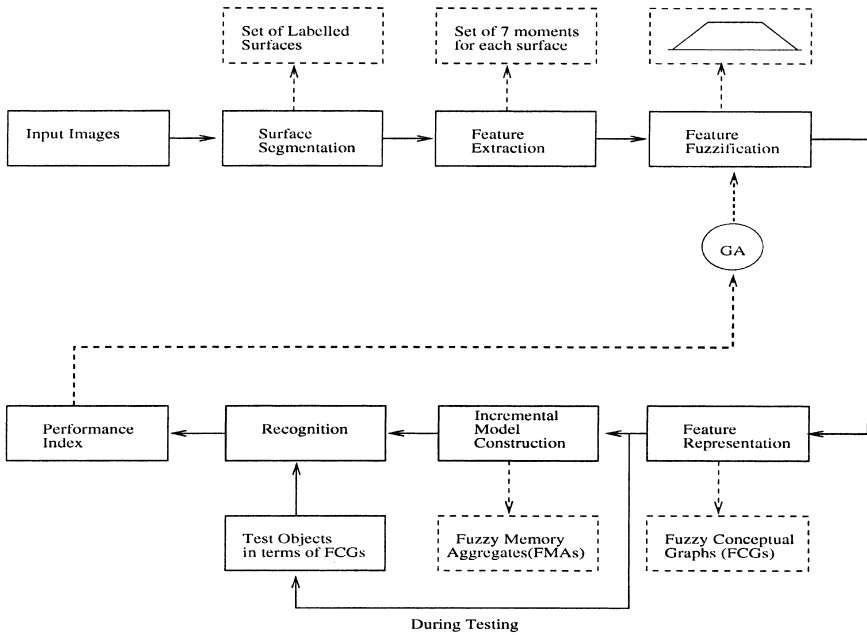 Set of Labelled
Surfaces
Set of 7 moments
for each surface
Input Images
Surface
Segmentation
Feature
Extraction
Feature
Fuzzification
GA
Performance
Index
Recognition
Incremental
Model
Construction
Feature
Representation
Test Objects
in terms of FCGs
Fuzzy Memory
Aggregates(FMAs)
Fuzzy Conceptual
Graphs (FCGs)
During Testing